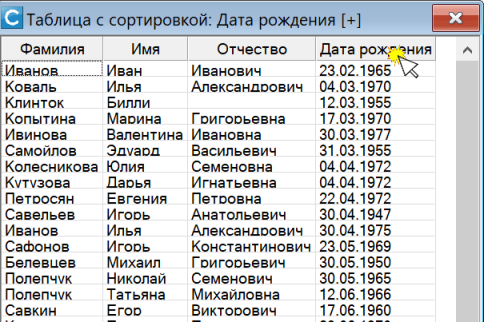 Таблица с сортировкой: Дата рождения [+]
Фамилия Имя Отчество Дата рождения
Иванов Иван Иванович 23.02.1965
Коваль Илья Александрович 04.03.1970
Клинток Билли 12.03.1955
Копытина Марина Григорьевна 17.03.1970
Ивинова Валентина Ивановна 30.03.1977
Самойлов Эдуард Васильевич 31.03.1955
Колесникова Юлия Семеновна 04.04.1972
Кутузова Дарья Игнатьевна 04.04.1972
Петросян Евгения Петровна 22.04.1972
Савельев Игорь Анатольевич 30.04.1947
Иванов Илья Александрович 30.04.1975
Сафонов Игорь Константинович 23.05.1969
Белевцев Михаил Григорьевич 30.05.1950
Полепчук Николай Семенович 30.05.1965
Полепчук Татьяна Михайловна 12.06.1966
Савкин Егор Викторович 17.06.1960